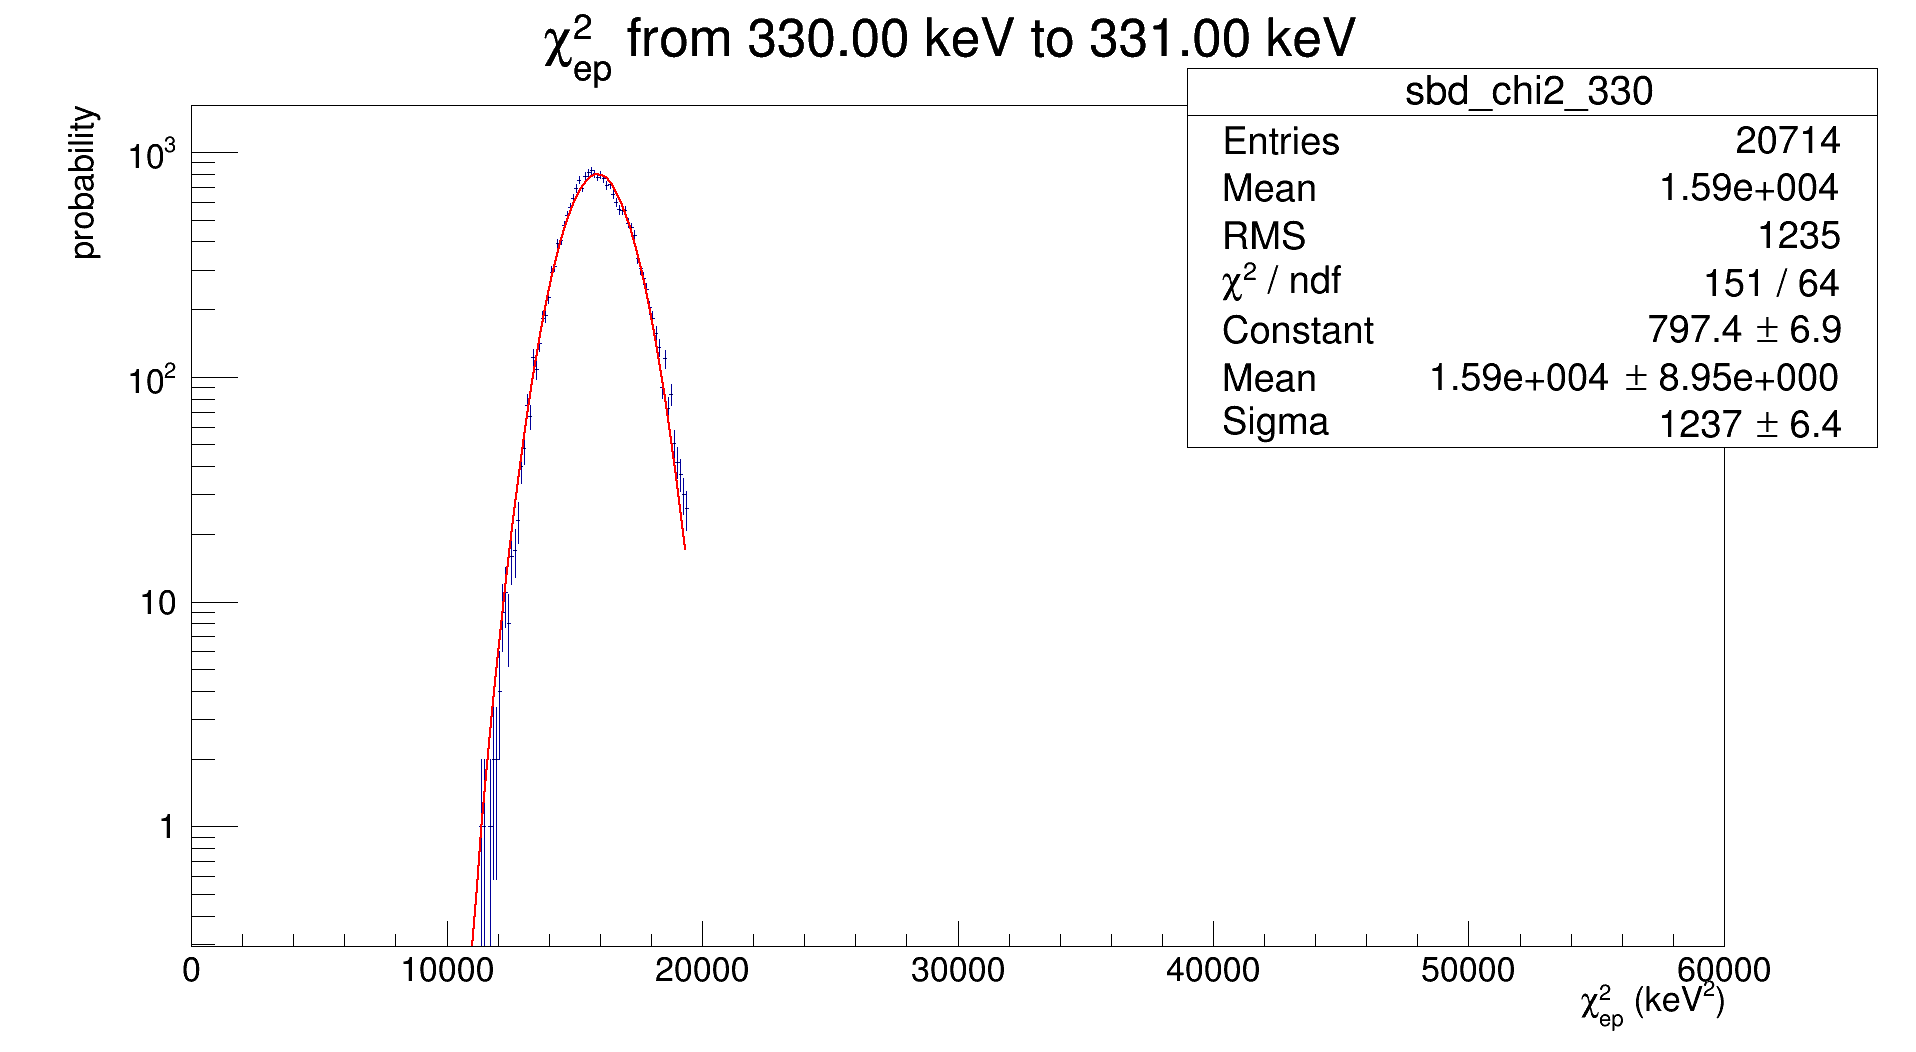 χ²ep from 330.00 keV to 331.00 keV
sbd_chi2_330
Entries 20714
Mean 1.59e+004
RMS 1235
χ² / ndf 151 / 64
Constant 797.4 ± 6.9
Mean 1.59e+004 ± 8.95e+000
Sigma 1237 ± 6.4
probability
10³
10²
10
1
0 10000 20000 30000 40000 50000 60000
χ²ep (keV²)